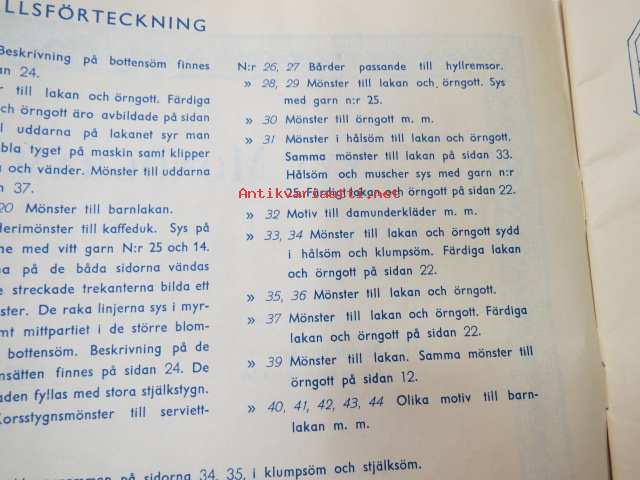 LLSFÖRTECKNING
Beskrivning på bottensöm finnes
an 24.
r till lakan och örngott. Färdiga
ch örngott äro avbildade på sidan
l uddarna på lakanet syr man
bla tyget på maskin samt klipper
a och vänder. Mönster till uddarna
n 37.
20 Mönster till barnlakan.
lerimönster till kaffeduk. Sys på
ne med vitt garn N:r 25 och 14.
na på de båda sidorna vändas
e streckade trekanterna bilda ett
ster. De raka linjerna sys i myr-
mt mittpartiet i de större blom-
bottensöm. Beskrivning på de
nsätten finnes på sidan 24. De
aden fyllas med stora stjälkstygn.
Korsstygnsmönster till serviett-
N:r 26, 27 Bårder passande till hyllremsor.
» 28, 29 Mönster till lakan och örngott. Sys
med garn n:r 25.
» 30 Mönster till örngott m. m.
» 31 Mönster i hålsöm till lakan och örngott.
Samma mönster till lakan på sidan 33.
Hålsöm och muscher sys med garn n:r
25. Färdigt lakan och örngott på sidan 22.
Antikvariaatti.net
» 32 Motiv till damunderkläder m. m.
» 33, 34 Mönster till lakan och örngott sydd
i hålsöm och klumpsöm. Färdiga lakan
och örngott på sidan 22.
» 35, 36 Mönster till lakan och örngott.
» 37 Mönster till lakan och örngott. Färdiga
lakan och örngott på sidan 22.
» 39 Mönster till lakan. Samma mönster till
örngott på sidan 12.
» 40, 41, 42, 43, 44 Olika motiv till barn-
lakan m. m.
på sidorna 34, 35, i klumpsöm och stjälksöm.